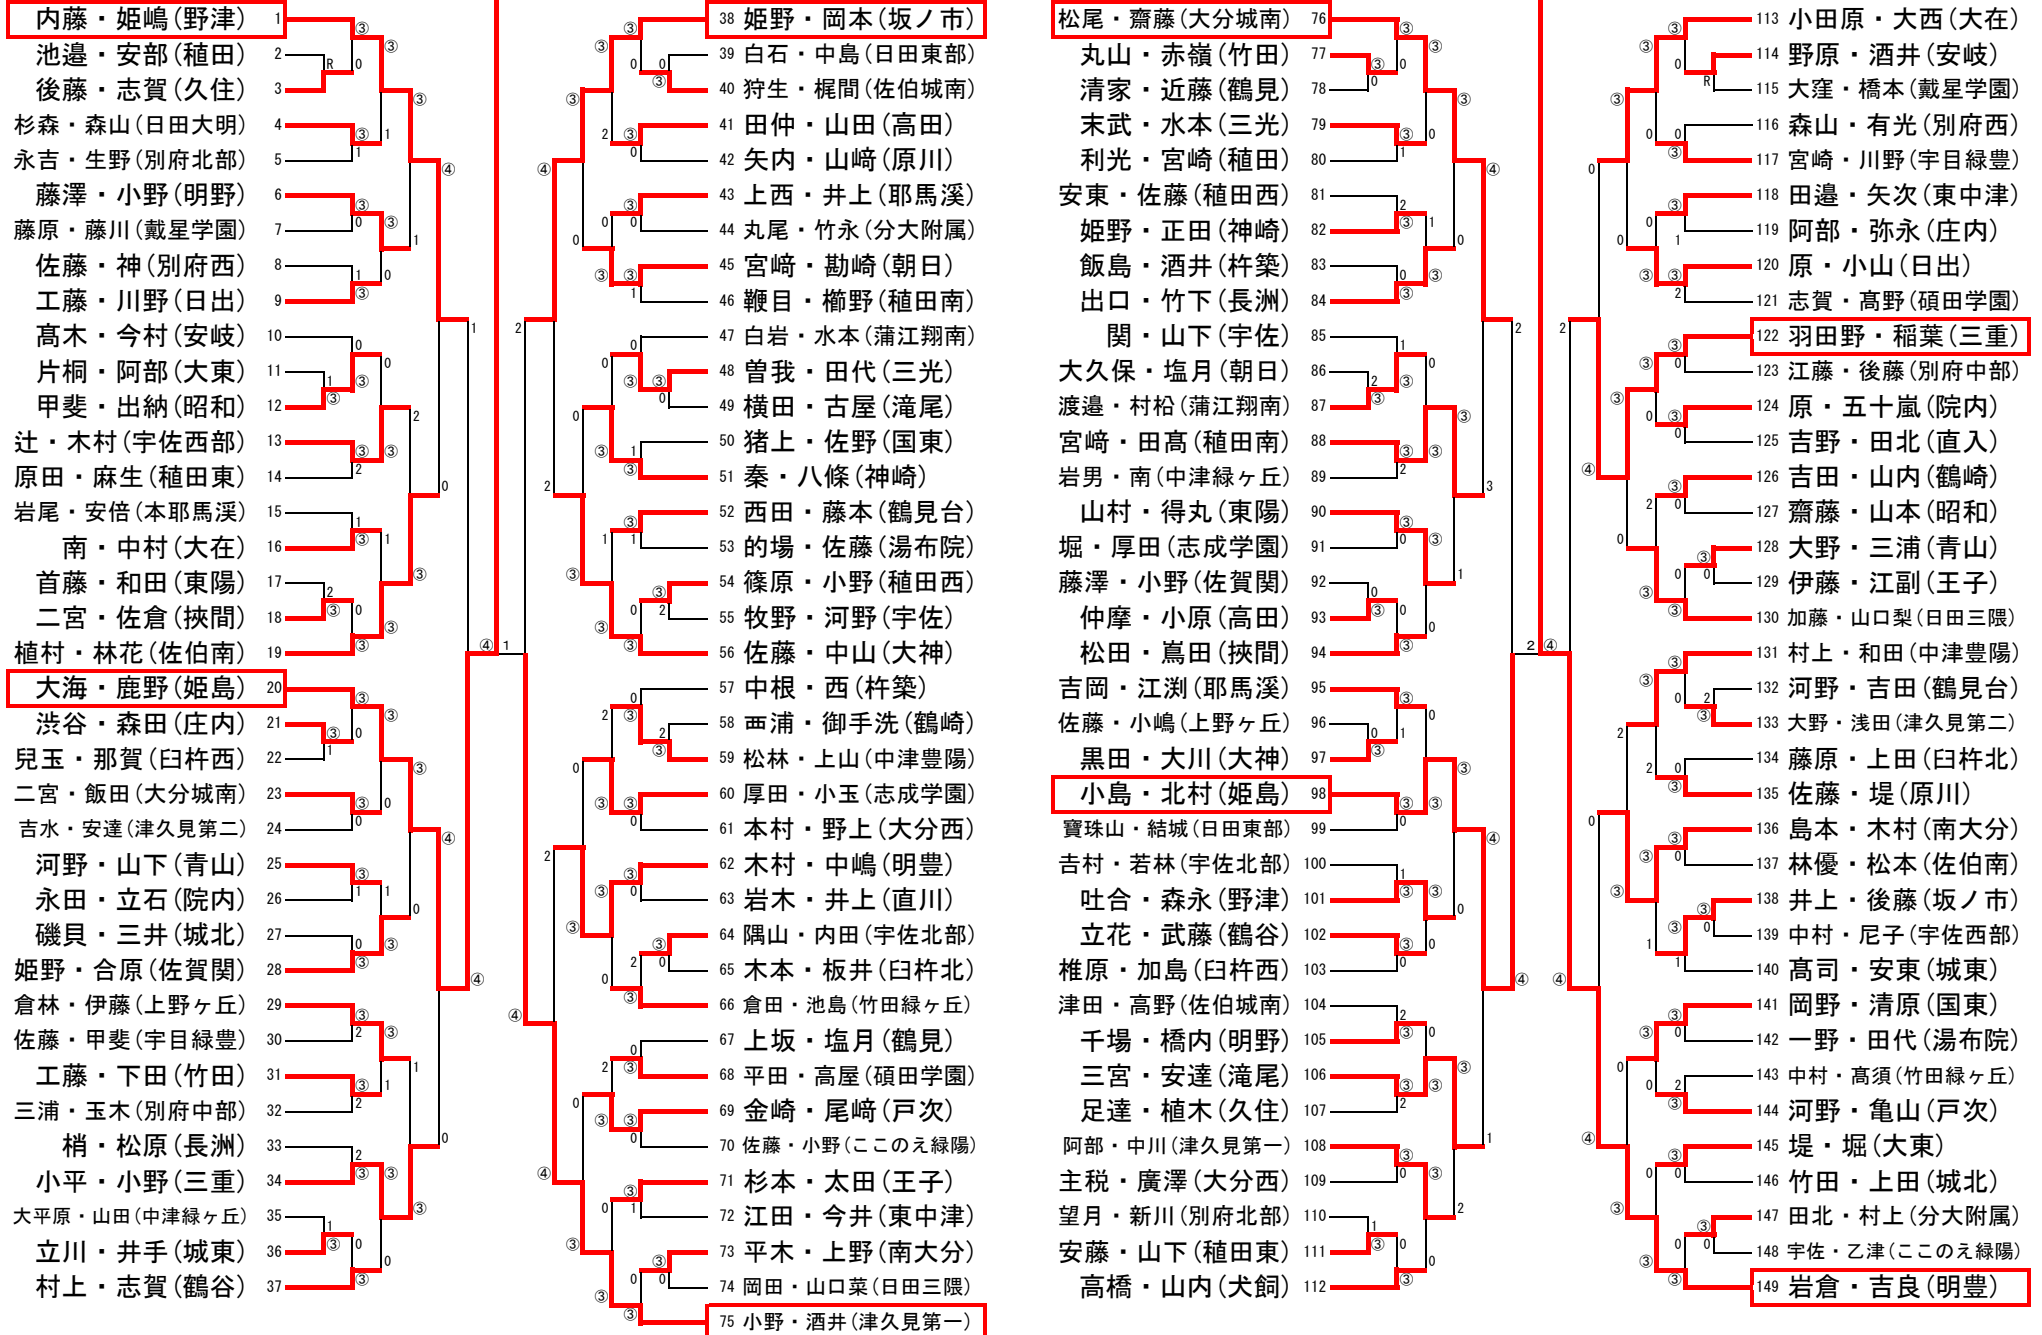 内藤・姫嶋(野津) 1
池邉・安部(稙田) 2
後藤・志賀(久住) 3
杉森・森山(日田大明) 4
永吉・生野(別府北部) 5
藤澤・小野(明野) 6
藤原・藤川(戴星学園) 7
佐藤・神(別府西) 8
工藤・川野(日出) 9
髙木・今村(安岐) 10
片桐・阿部(大東) 11
甲斐・出納(昭和) 12
辻・木村(宇佐西部) 13
原田・麻生(稙田東) 14
岩尾・安倍(本耶馬溪) 15
南・中村(大在) 16
首藤・和田(東陽) 17
二宮・佐倉(挾間) 18
植村・林花(佐伯南) 19
大海・鹿野(姫島) 20
渋谷・森田(庄内) 21
兒玉・那賀(臼杵西) 22
二宮・飯田(大分城南) 23
吉水・安達(津久見第二) 24
河野・山下(青山) 25
永田・立石(院内) 26
磯貝・三井(城北) 27
姫野・合原(佐賀関) 28
倉林・伊藤(上野ヶ丘) 29
佐藤・甲斐(宇目緑豊) 30
工藤・下田(竹田) 31
三浦・玉木(別府中部) 32
梢・松原(長洲) 33
小平・小野(三重) 34
大平原・山田(中津緑ヶ丘) 35
立川・井手(城東) 36
村上・志賀(鶴谷) 37
38 姫野・岡本(坂ノ市)
39 白石・中島(日田東部)
40 狩生・梶間(佐伯城南)
41 田仲・山田(高田)
42 矢内・山﨑(原川)
43 上西・井上(耶馬溪)
44 丸尾・竹永(分大附属)
45 宮﨑・勘崎(朝日)
46 鞭目・櫛野(稙田南)
47 白岩・水本(蒲江翔南)
48 曽我・田代(三光)
49 横田・古屋(滝尾)
50 猪上・佐野(国東)
51 秦・八條(神崎)
52 西田・藤本(鶴見台)
53 的場・佐藤(湯布院)
54 篠原・小野(稙田西)
55 牧野・河野(宇佐)
56 佐藤・中山(大神)
57 中根・西(杵築)
58 西浦・御手洗(鶴崎)
59 松林・上山(中津豊陽)
60 厚田・小玉(志成学園)
61 本村・野上(大分西)
62 木村・中嶋(明豊)
63 岩木・井上(直川)
64 隅山・内田(宇佐北部)
65 木本・板井(臼杵北)
66 倉田・池島(竹田緑ヶ丘)
67 上坂・塩月(鶴見)
68 平田・高屋(碩田学園)
69 金崎・尾﨑(戸次)
70 佐藤・小野(ここのえ緑陽)
71 杉本・太田(王子)
72 江田・今井(東中津)
73 平木・上野(南大分)
74 岡田・山口菜(日田三隈)
75 小野・酒井(津久見第一)
松尾・齋藤(大分城南) 76
丸山・赤嶺(竹田) 77
清家・近藤(鶴見) 78
末武・水本(三光) 79
利光・宮崎(稙田) 80
安東・佐藤(稙田西) 81
姫野・正田(神崎) 82
飯島・酒井(杵築) 83
出口・竹下(長洲) 84
関・山下(宇佐) 85
大久保・塩月(朝日) 86
渡邉・村松(蒲江翔南) 87
宮﨑・田髙(稙田南) 88
岩男・南(中津緑ヶ丘) 89
山村・得丸(東陽) 90
堀・厚田(志成学園) 91
藤澤・小野(佐賀関) 92
仲摩・小原(高田) 93
松田・嶌田(挾間) 94
吉岡・江渕(耶馬溪) 95
佐藤・小嶋(上野ヶ丘) 96
黒田・大川(大神) 97
小島・北村(姫島) 98
寶珠山・結城(日田東部) 99
𠮷村・若林(宇佐北部) 100
吐合・森永(野津) 101
立花・武藤(鶴谷) 102
椎原・加島(臼杵西) 103
津田・高野(佐伯城南) 104
千場・橋内(明野) 105
三宮・安達(滝尾) 106
足達・植木(久住) 107
阿部・中川(津久見第一) 108
主税・廣澤(大分西) 109
望月・新川(別府北部) 110
安藤・山下(稙田東) 111
高橋・山内(犬飼) 112
113 小田原・大西(大在)
114 野原・酒井(安岐)
115 大窪・橋本(戴星学園)
116 森山・有光(別府西)
117 宮崎・川野(宇目緑豊)
118 田邉・矢次(東中津)
119 阿部・弥永(庄内)
120 原・小山(日出)
121 志賀・髙野(碩田学園)
122 羽田野・稲葉(三重)
123 江藤・後藤(別府中部)
124 原・五十嵐(院内)
125 吉野・田北(直入)
126 吉田・山内(鶴崎)
127 齋藤・山本(昭和)
128 大野・三浦(青山)
129 伊藤・江副(王子)
130 加藤・山口梨(日田三隈)
131 村上・和田(中津豊陽)
132 河野・吉田(鶴見台)
133 大野・浅田(津久見第二)
134 藤原・上田(臼杵北)
135 佐藤・堤(原川)
136 島本・木村(南大分)
137 林優・松本(佐伯南)
138 井上・後藤(坂ノ市)
139 中村・尼子(宇佐西部)
140 髙司・安東(城東)
141 岡野・清原(国東)
142 一野・田代(湯布院)
143 中村・髙須(竹田緑ヶ丘)
144 河野・亀山(戸次)
145 堤・堀(大東)
146 竹田・上田(城北)
147 田北・村上(分大附属)
148 宇佐・乙津(ここのえ緑陽)
149 岩倉・吉良(明豊)